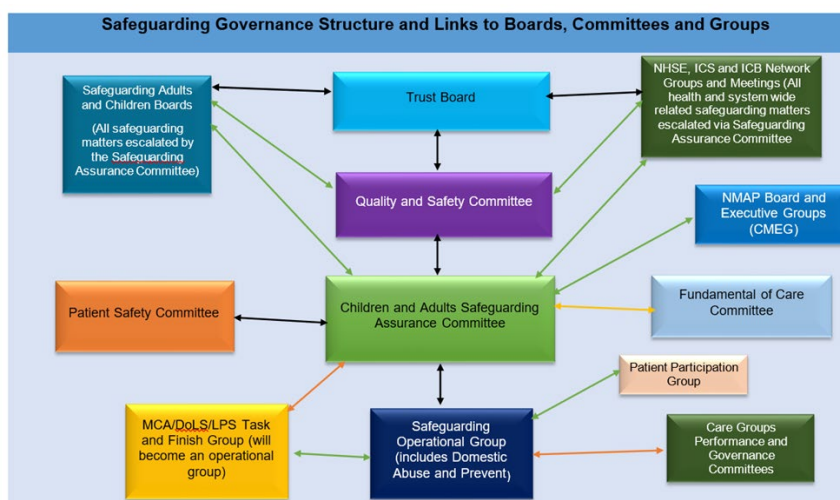 Safeguarding Governance Structure and Links to Boards, Committees and Groups
Safeguarding Adults
and Children Boards
(All safeguarding
matters escalated by
the Safeguarding
Assurance Committee)
Trust Board
NHSE, ICS and ICB Network
Groups and Meetings (All
health and system wide
related safeguarding matters
escalated via Safeguarding
Assurance Committee
Quality and Safety Committee
NMAP Board and
Executive Groups
(CMEG)
Patient Safety Committee
Children and Adults Safeguarding
Assurance Committee
Fundamental of Care
Committee
Patient Participation
Group
MCA/DoLS/LPS Task
and Finish Group (will
become an operational
group)
Safeguarding
Operational Group
(includes Domestic
Abuse and Prevent)
Care Groups
Performance and
Governance
Committees